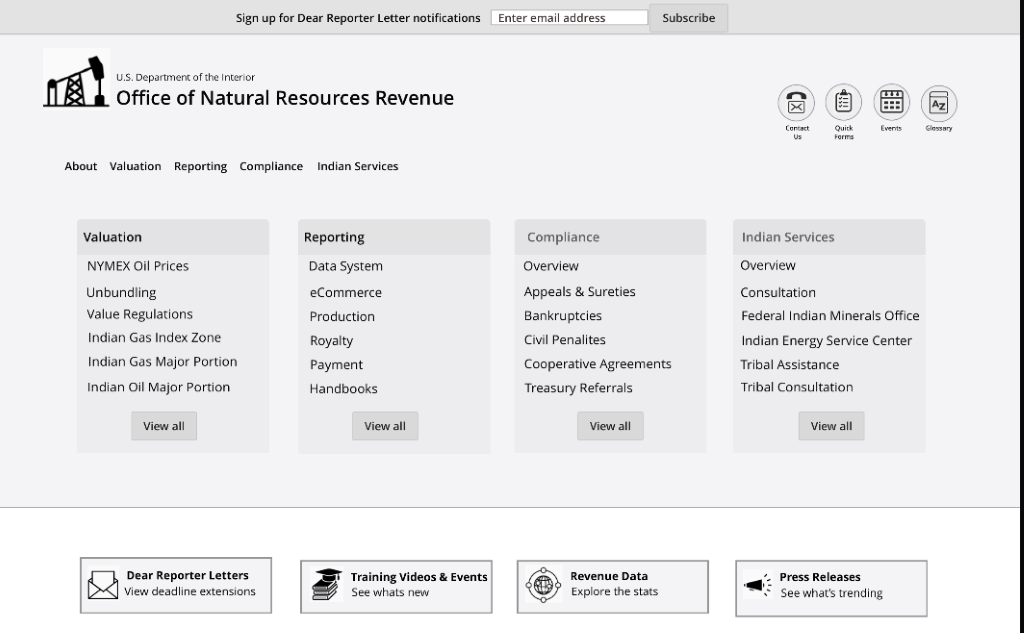 Sign up for Dear Reporter Letter notifications
Enter email address
Subscribe
U.S. Department of the Interior
Office of Natural Resources Revenue
Contact
Us
Quick
Forms
Events
AZ
Glossary
About
Valuation
Reporting
Compliance
Indian Services
Valuation
NYMEX Oil Prices
Unbundling
Value Regulations
Indian Gas Index Zone
Indian Gas Major Portion
Indian Oil Major Portion
View all
Reporting
Data System
eCommerce
Production
Royalty
Payment
Handbooks
View all
Compliance
Overview
Appeals & Sureties
Bankruptcies
Civil Penalites
Cooperative Agreements
Treasury Referrals
View all
Indian Services
Overview
Consultation
Federal Indian Minerals Office
Indian Energy Service Center
Tribal Assistance
Tribal Consultation
View all
Dear Reporter Letters
View deadline extensions
Training Videos & Events
See whats new
Revenue Data
Explore the stats
Press Releases
See what's trending